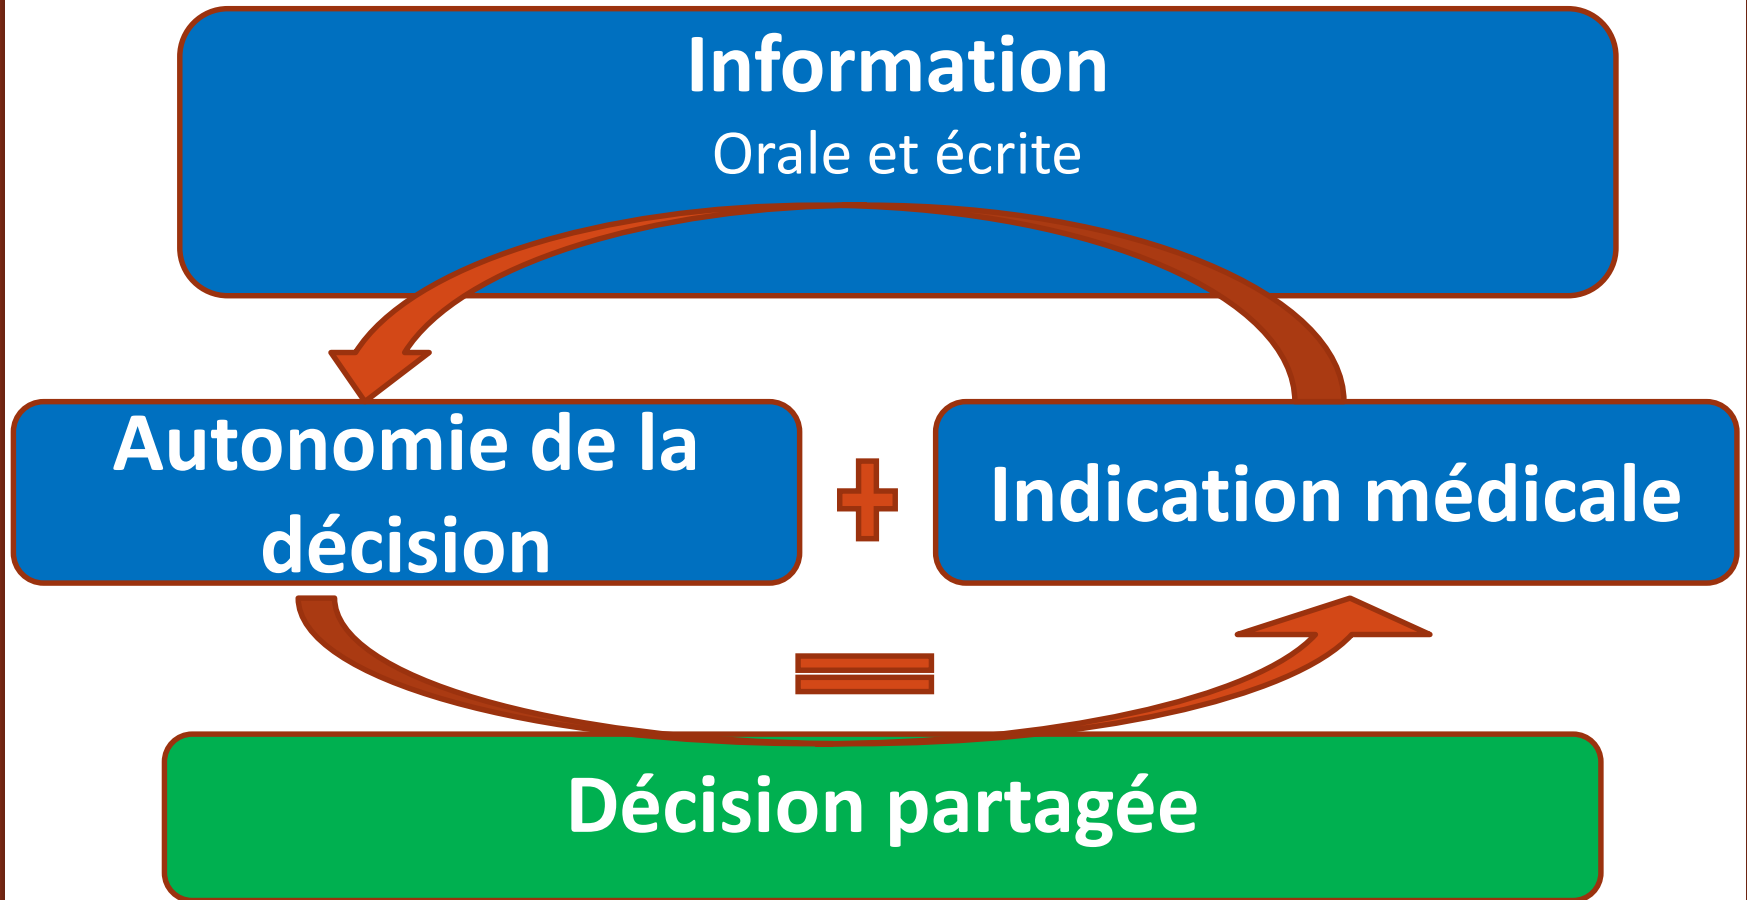 Information
Orale et écrite
Autonomie de la
décision
Indication médicale
Décision partagée